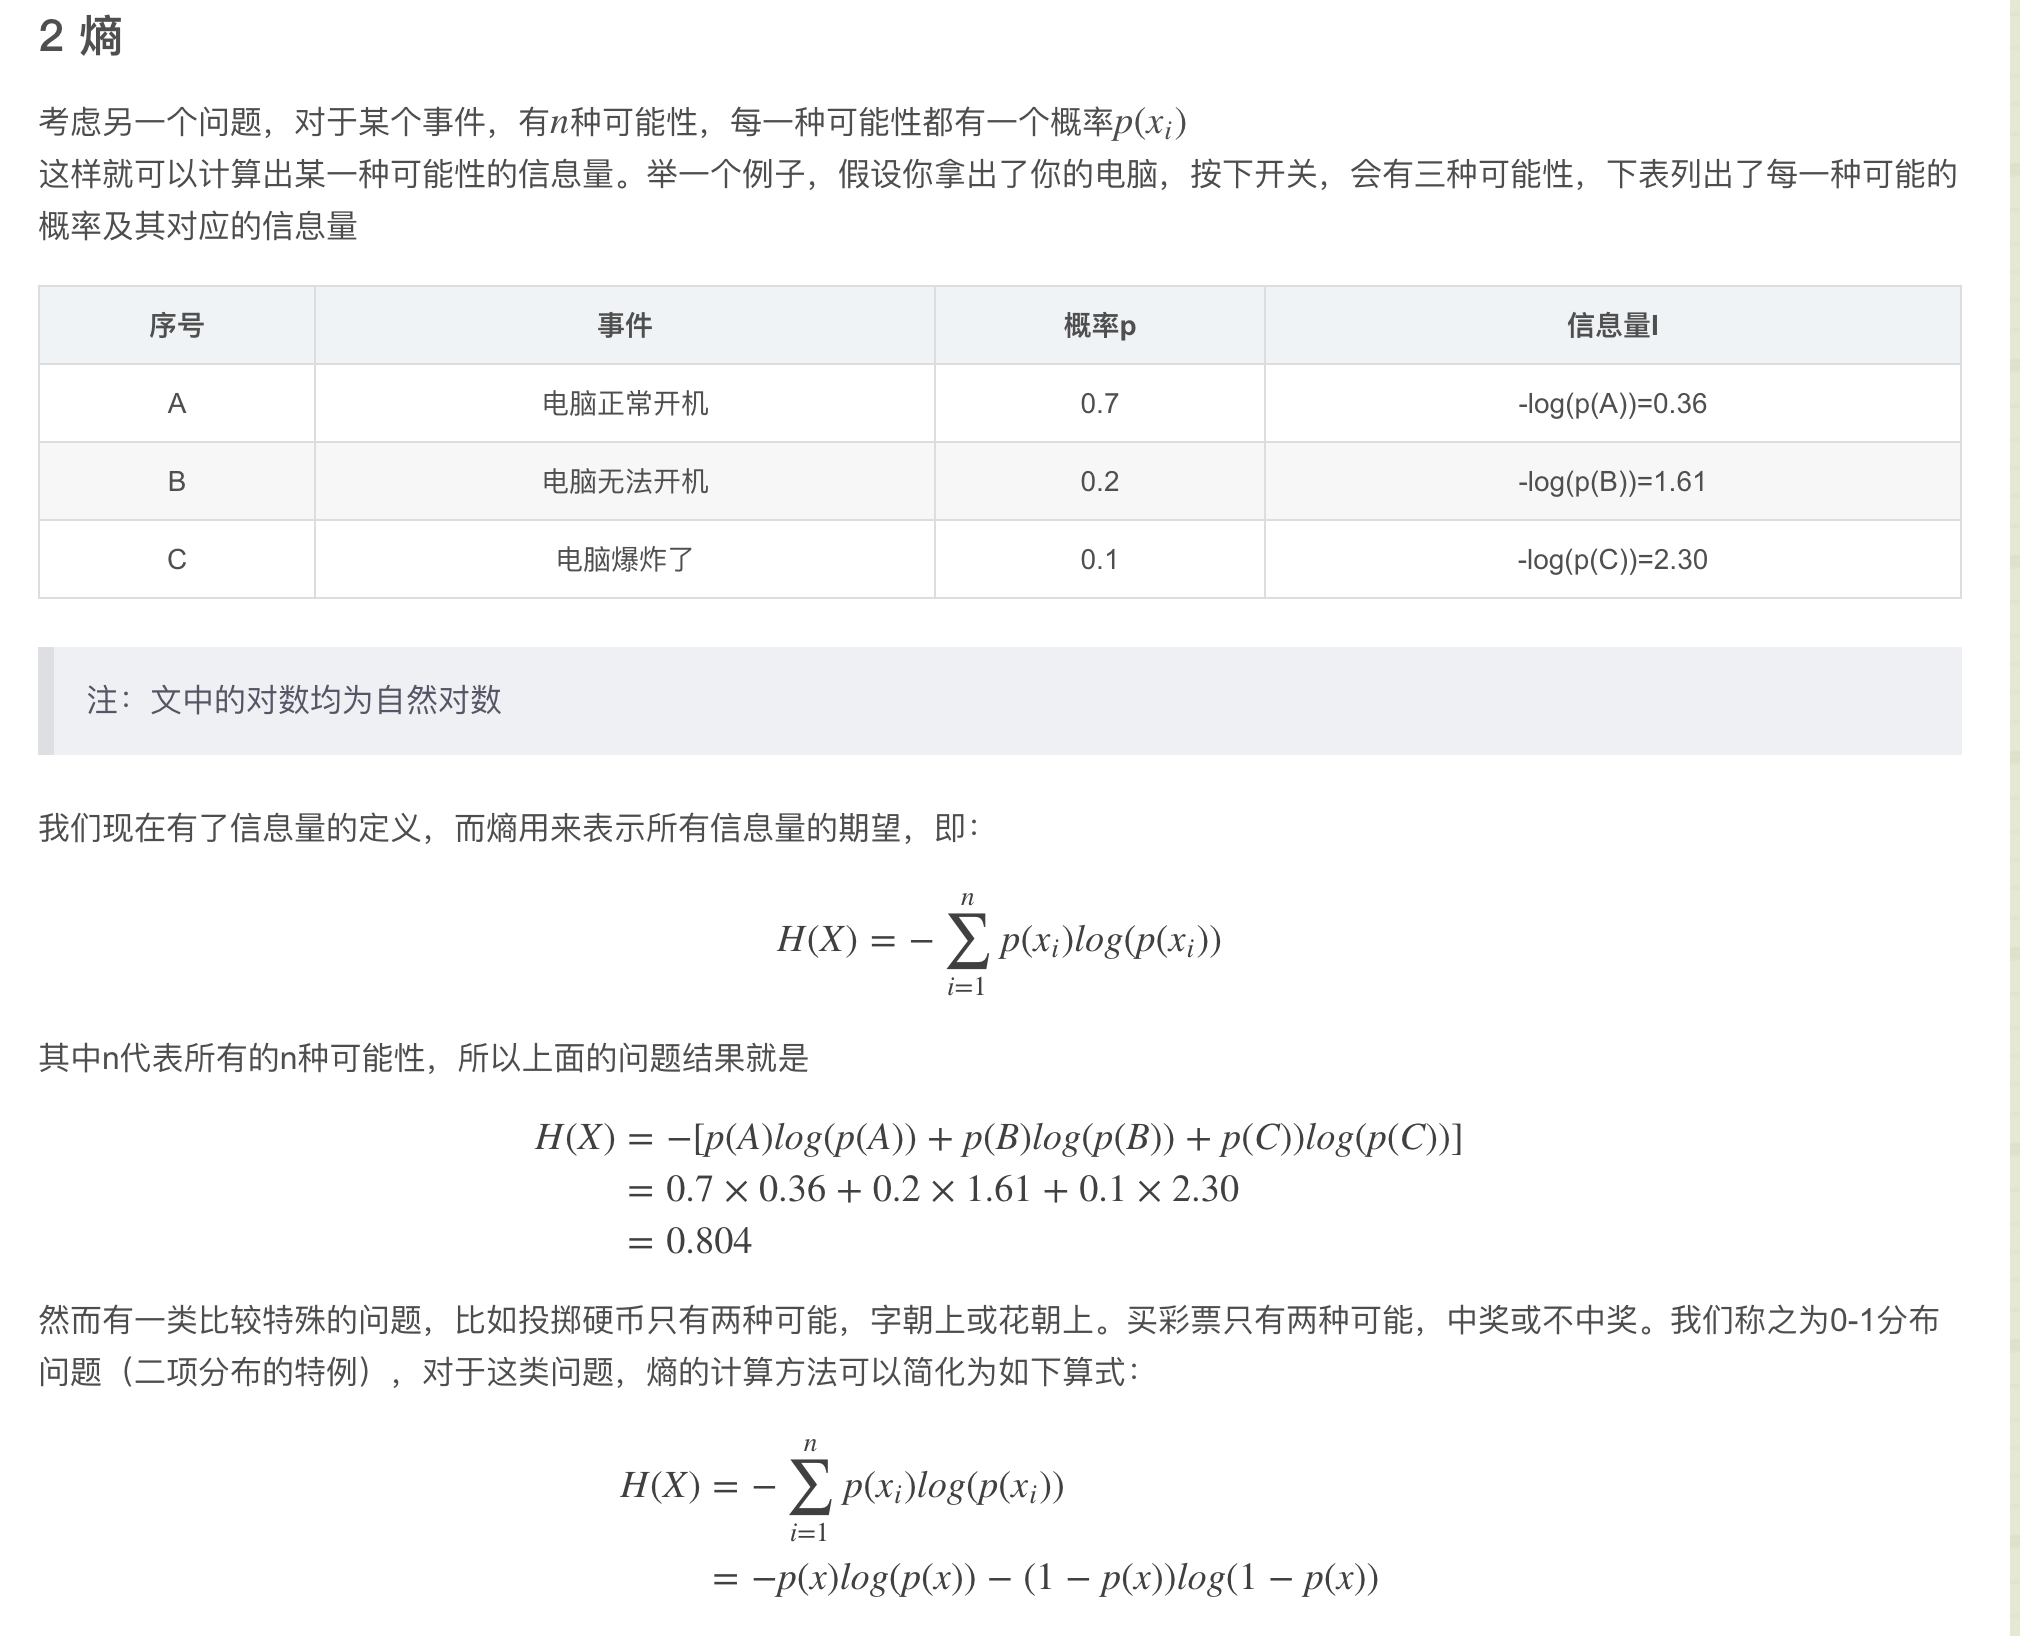 2 熵
考虑另一个问题，对于某个事件，有n种可能性，每一种可能性都有一个概率p(xᵢ)
这样就可以计算出某一种可能性的信息量。举一个例子，假设你拿出了你的电脑，按下开关，会有三种可能性，下表列出了每一种可能的
概率及其对应的信息量
序号 事件 概率p 信息量I
A 电脑正常开机 0.7 -log(p(A))=0.36
B 电脑无法开机 0.2 -log(p(B))=1.61
C 电脑爆炸了 0.1 -log(p(C))=2.30
注：文中的对数均为自然对数
我们现在有了信息量的定义，而熵用来表示所有信息量的期望，即：
H(X) = − ∑ᵢ₌₁ⁿ p(xᵢ)log(p(xᵢ))
其中n代表所有的n种可能性，所以上面的问题结果就是
H(X) = −[p(A)log(p(A)) + p(B)log(p(B)) + p(C))log(p(C))]
= 0.7 × 0.36 + 0.2 × 1.61 + 0.1 × 2.30
= 0.804
然而有一类比较特殊的问题，比如投掷硬币只有两种可能，字朝上或花朝上。买彩票只有两种可能，中奖或不中奖。我们称之为0-1分布
问题（二项分布的特例），对于这类问题，熵的计算方法可以简化为如下算式：
H(X) = − ∑ᵢ₌₁ⁿ p(xᵢ)log(p(xᵢ))
= −p(x)log(p(x)) − (1 − p(x))log(1 − p(x))